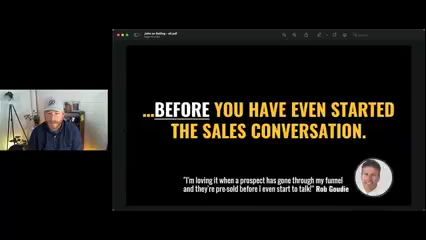 ...BEFORE YOU HAVE EVEN STARTED
THE SALES CONVERSATION.
"I'm loving it when a prospect has gone through my funnel
and they're pre-sold before I even start to talk!" Rob Goudie